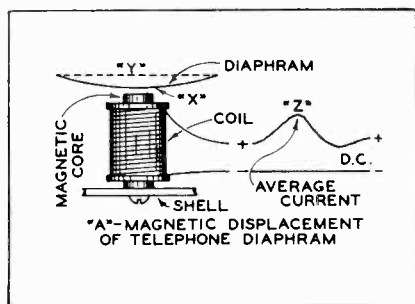 "Y"
DIAPHRAM
"X"
"Z"
MAGNETIC CORE
COIL
+
+
D.C.
-
-
AVERAGE
CURRENT
SHELL
"A"-MAGNETIC DISPLACEMENT
OF TELEPHONE DIAPHRAM